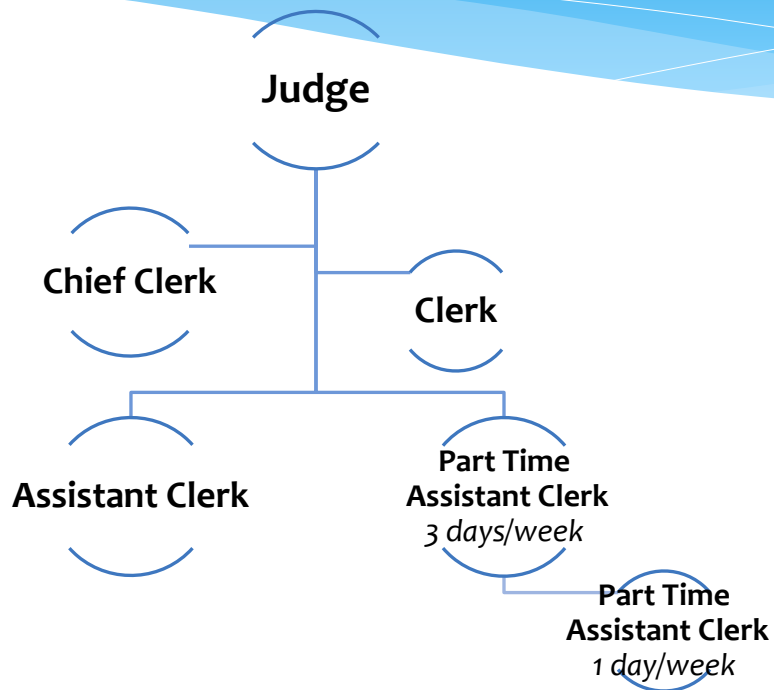 Judge
Chief Clerk
Clerk
Assistant Clerk
Part Time
Assistant Clerk
3 days/week
Part Time
Assistant Clerk
1 day/week